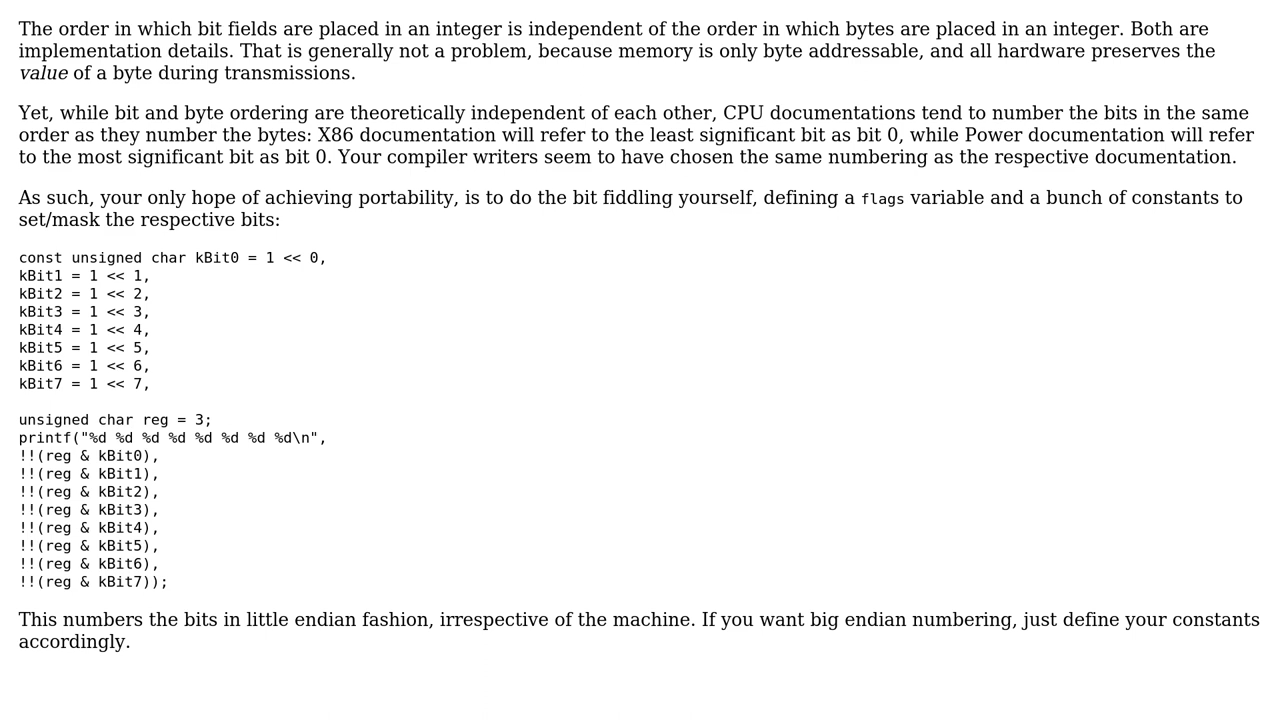 The order in which bit fields are placed in an integer is independent of the order in which bytes are placed in an integer. Both are
implementation details. That is generally not a problem, because memory is only byte addressable, and all hardware preserves the
value of a byte during transmissions.
Yet, while bit and byte ordering are theoretically independent of each other, CPU documentations tend to number the bits in the same
order as they number the bytes: X86 documentation will refer to the least significant bit as bit 0, while Power documentation will refer
to the most significant bit as bit 0. Your compiler writers seem to have chosen the same numbering as the respective documentation.
As such, your only hope of achieving portability, is to do the bit fiddling yourself, defining a flags variable and a bunch of constants to
set/mask the respective bits:
const unsigned char kBit0 = 1 << 0,
kBit1 = 1 << 1,
kBit2 = 1 << 2,
kBit3 = 1 << 3,
kBit4 = 1 << 4,
kBit5 = 1 << 5,
kBit6 = 1 << 6,
kBit7 = 1 << 7,
unsigned char reg = 3;
printf("%d %d %d %d %d %d %d %d\n",
!!(reg & kBit0),
!!(reg & kBit1),
!!(reg & kBit2),
!!(reg & kBit3),
!!(reg & kBit4),
!!(reg & kBit5),
!!(reg & kBit6),
!!(reg & kBit7));
This numbers the bits in little endian fashion, irrespective of the machine. If you want big endian numbering, just define your constants
accordingly.